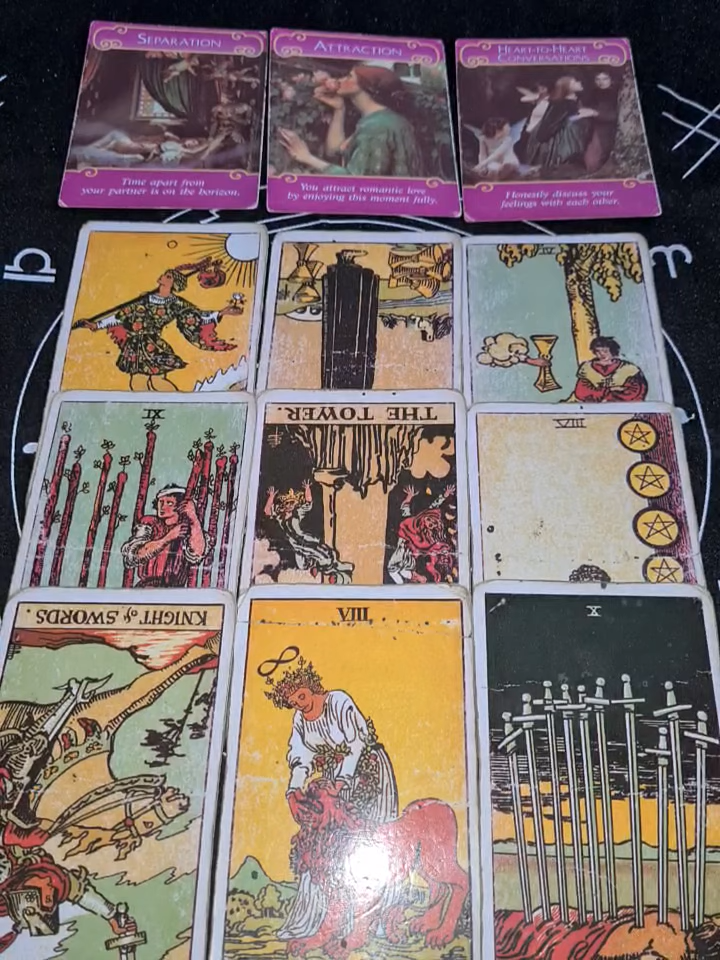 SEPARATION
Time apart from
your partner is on the horizon.
ATTRACTION
You attract romantic love
by enjoying this moment fully.
HEART-TO-HEART
CONVERSATIONS
Honestly discuss your
feelings with each other.
IX
THE TOWER.
VIII
KNIGHT of SWORDS.
VIII
X